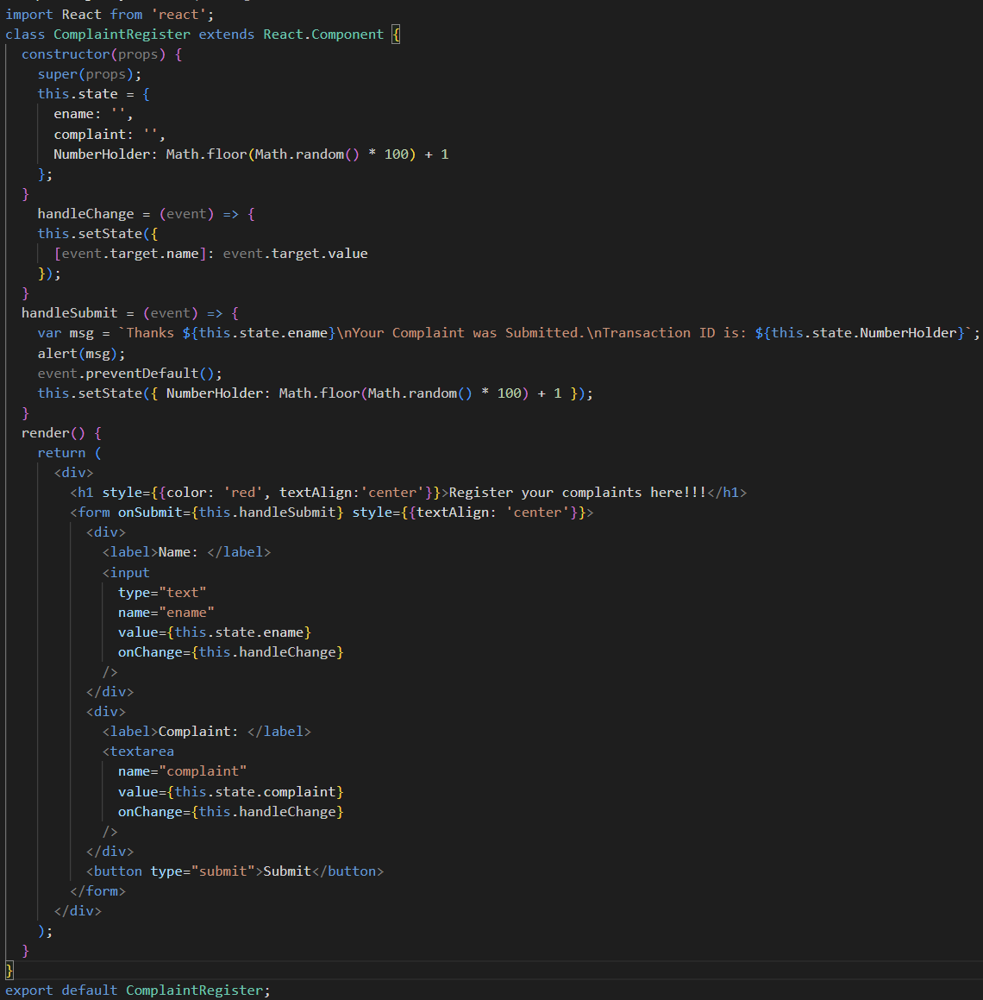 import React from 'react';
class ComplaintRegister extends React.Component {
  constructor(props) {
    super(props);
    this.state = {
      ename: '',
      complaint: '',
      NumberHolder: Math.floor(Math.random() * 100) + 1
    };
  }
    handleChange = (event) => {
    this.setState({
      [event.target.name]: event.target.value
    });
  }
  handleSubmit = (event) => {
    var msg = `Thanks ${this.state.ename}\nYour Complaint was Submitted.\nTransaction ID is: ${this.state.NumberHolder}`;
    alert(msg);
    event.preventDefault();
    this.setState({ NumberHolder: Math.floor(Math.random() * 100) + 1 });
  }
  render() {
    return (
      <div>
        <h1 style={{color: 'red', textAlign:'center'}}>Register your complaints here!!!</h1>
        <form onSubmit={this.handleSubmit} style={{textAlign: 'center'}}>
          <div>
            <label>Name: </label>
            <input
              type="text"
              name="ename"
              value={this.state.ename}
              onChange={this.handleChange}
            />
          </div>
          <div>
            <label>Complaint: </label>
            <textarea
              name="complaint"
              value={this.state.complaint}
              onChange={this.handleChange}
            />
          </div>
          <button type="submit">Submit</button>
        </form>
      </div>
    );
  }
}
export default ComplaintRegister;